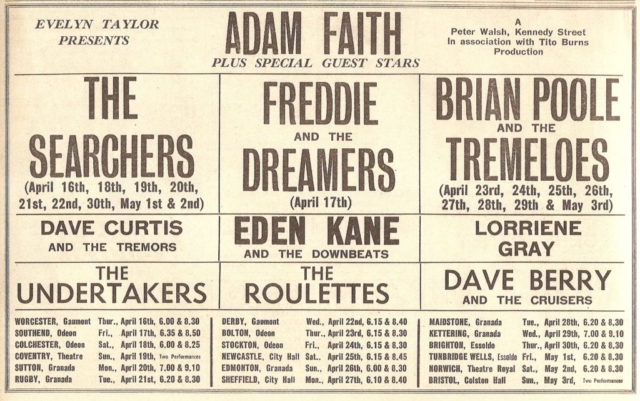 EVELYN TAYLOR
PRESENTS
ADAM FAITH
PLUS SPECIAL GUEST STARS
A
Peter Walsh, Kennedy Street
In association with Tito Burns
Production
THE
SEARCHERS
(April 16th, 18th, 19th, 20th,
21st, 22nd, 30th, May 1st & 2nd)
FREDDIE
AND THE
DREAMERS
(April 17th)
BRIAN POOLE
AND THE
TREMELOES
(April 23rd, 24th, 25th, 26th,
27th, 28th, 29th & May 3rd)
DAVE CURTIS
AND THE TREMORS
EDEN KANE
AND THE DOWNBEATS
LORRIENE
GRAY
THE
UNDERTAKERS
THE
ROULETTES
DAVE BERRY
AND THE CRUISERS
WORCESTER, Gaumont Thur., April 16th, 6.00 & 8.30
SOUTHEND, Odeon Fri., April 17th, 6.35 & 8.50
COLCHESTER, Odeon Sat., April 18th, 6.00 & 8.25
COVENTRY, Theatre Sun., April 19th, Two Performances
SUTTON, Granada Mon., April 20th, 7.00 & 9.10
RUGBY, Granada Tue., April 21st, 6.20 & 8.30
DERBY, Gaumont Wed., April 22nd, 6.15 & 8.40
BOLTON, Odeon Thur., April 23rd, 6.15 & 8.30
STOCKTON, Odeon Fri., April 24th, 6.15 & 8.30
NEWCASTLE, City Hall Sat., April 25th, 6.15 & 8.45
EDMONTON, Granada Sun., April 26th, 6.00 & 8.30
SHEFFIELD, City Hall Mon., April 27th, 6.10 & 8.40
MAIDSTONE, Granada Tue., April 28th, 6.20 & 8.30
KETTERING, Granada Wed., April 29th, 7.00 & 9.10
BRIGHTON, Essoldo Thur., April 30th, 6.20 & 8.30
TUNBRIDGE WELLS, Essoldo Fri., May 1st, 6.20 & 8.30
NORWICH, Theatre Royal Sat., May 2nd, 6.20 & 8.30
BRISTOL, Colston Hall Sun., May 3rd, Two Performances